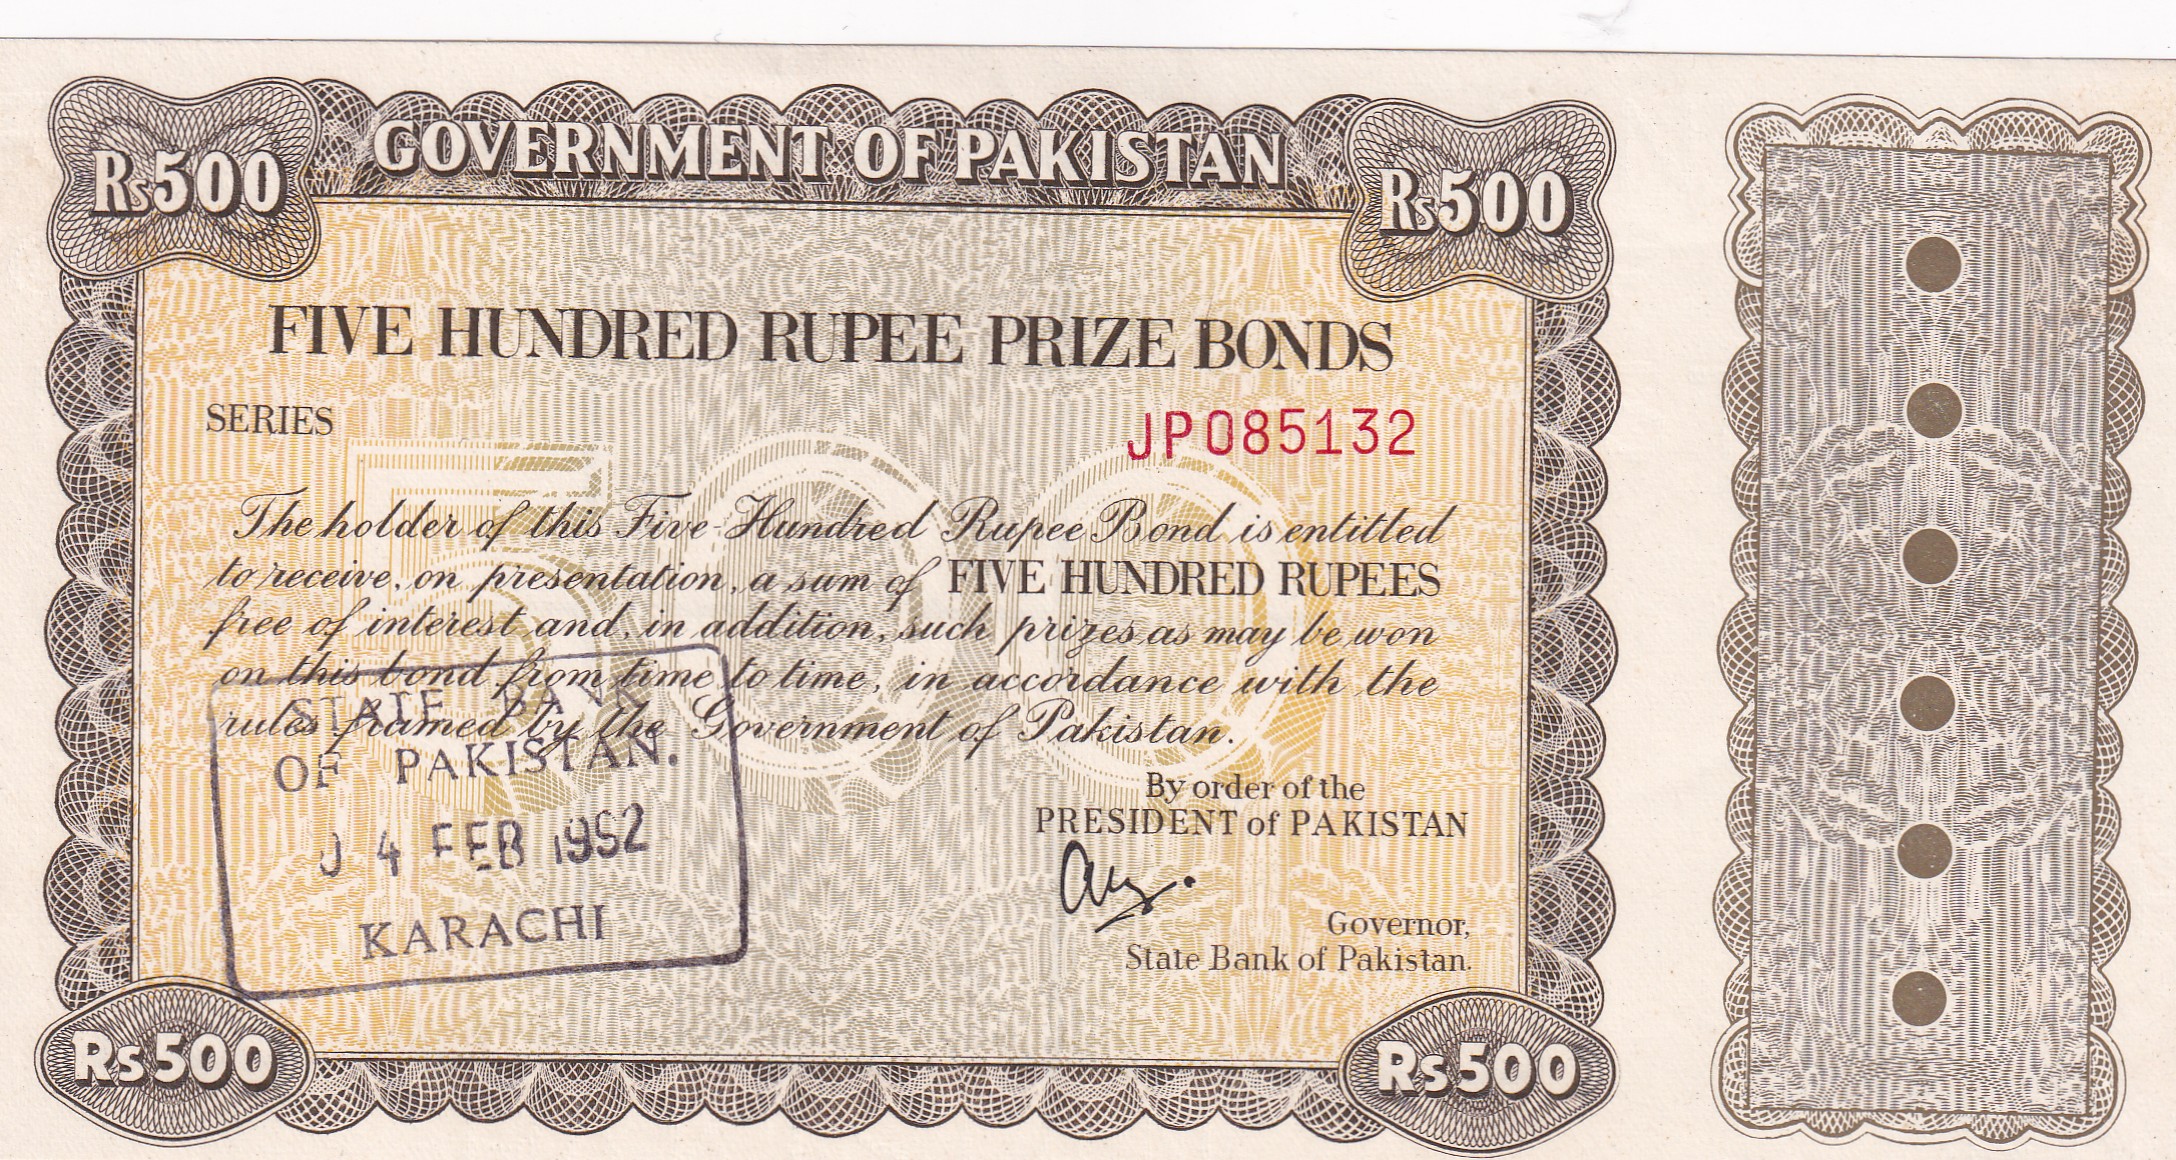 Rs500
GOVERNMENT OF PAKISTAN
Rs500
FIVE HUNDRED RUPEE PRIZE BONDS
SERIES
JP085132
500
The holder of this Five-Hundred Rupee Bond is entitled
to receive, on presentation, a sum of FIVE HUNDRED RUPEES
free of interest and, in addition, such prizes as may be won
on this bond from time to time, in accordance with the
rules framed by the Government of Pakistan.
STATE BANK
OF PAKISTAN.
04 FEB 1952
KARACHI
By order of the
PRESIDENT of PAKISTAN
Governor,
State Bank of Pakistan.
Rs500
Rs500